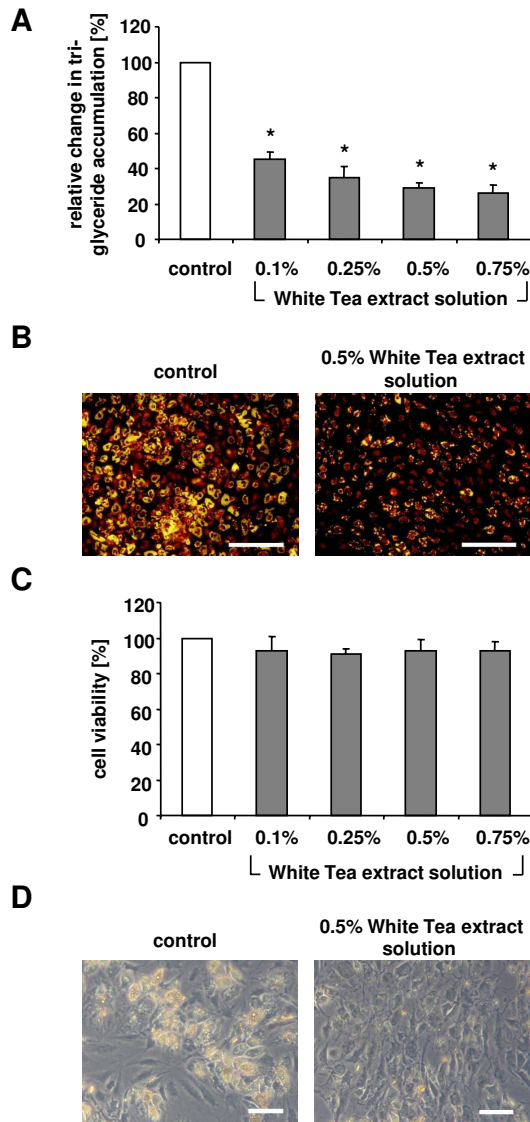 A
relative change in tri-
glyceride accumulation [%]
120
100
80
60
40
20
0
*
*
*
*
control
0.1%
0.25%
0.5%
0.75%
White Tea extract solution
B
control
0.5% White Tea extract
solution
C
cell viability [%]
120
100
80
60
40
20
0
control
0.1%
0.25%
0.5%
0.75%
White Tea extract solution
D
control
0.5% White Tea extract
solution